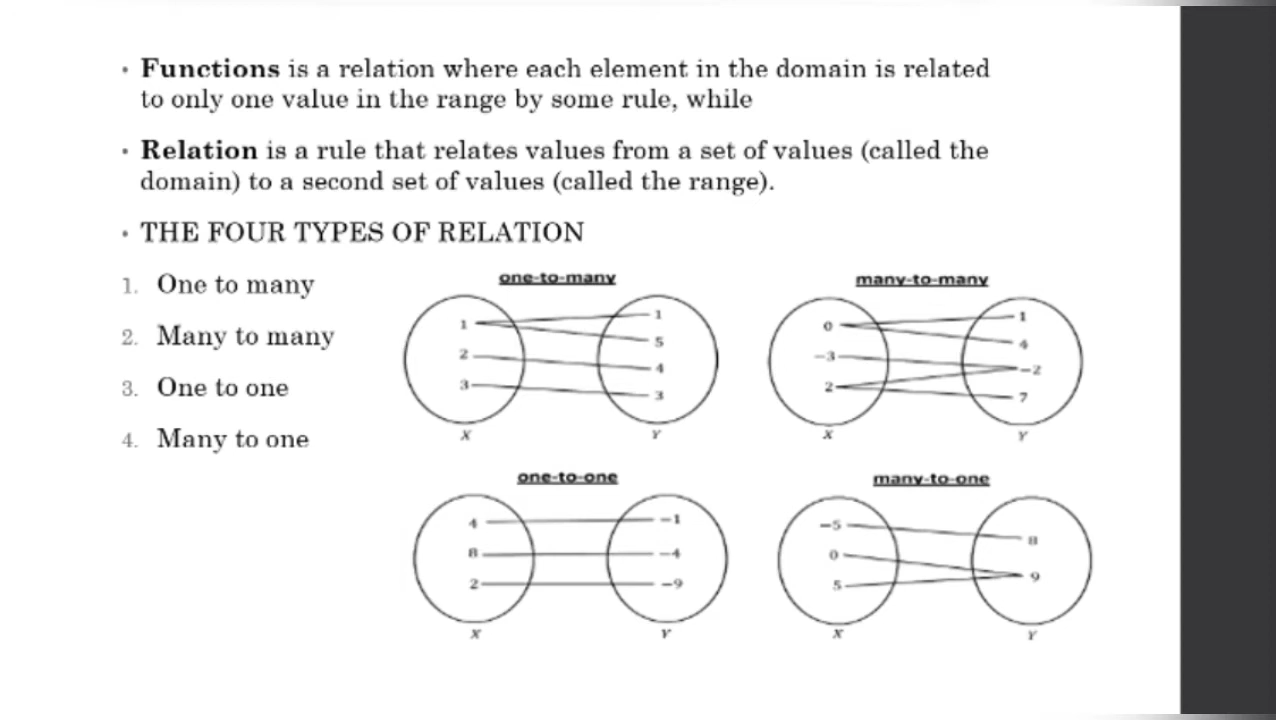 • Functions is a relation where each element in the domain is related
to only one value in the range by some rule, while
• Relation is a rule that relates values from a set of values (called the
domain) to a second set of values (called the range).
• THE FOUR TYPES OF RELATION
1. One to many
2. Many to many
3. One to one
4. Many to one
one-to-many
1
2
3
X
1
5
4
3
Y
many-to-many
0
-3
2
X
1
4
-2
7
Y
one-to-one
4
8
2
X
-1
-4
-9
Y
many-to-one
-5
0
5
X
8
9
Y